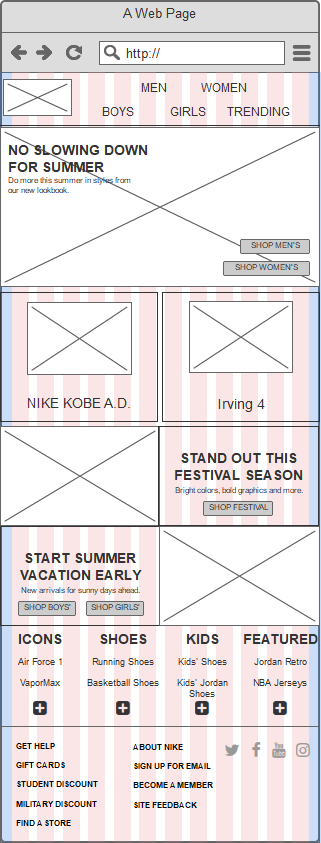 A Web Page
http://
MEN WOMEN
BOYS GIRLS TRENDING
NO SLOWING DOWN
FOR SUMMER
Do more this summer in styles from
our new lookbook.
SHOP MEN'S
SHOP WOMEN'S
NIKE KOBE A.D.
Irving 4
STAND OUT THIS
FESTIVAL SEASON
Bright colors, bold graphics and more.
SHOP FESTIVAL
START SUMMER
VACATION EARLY
New arrivals for sunny days ahead.
SHOP BOYS' SHOP GIRLS'
ICONS SHOES KIDS FEATURED
Air Force 1 Running Shoes Kids' Shoes Jordan Retro
VaporMax Basketball Shoes Kids' Jordan NBA Jerseys
Shoes
GET HELP
GIFT CARDS
STUDENT DISCOUNT
MILITARY DISCOUNT
FIND A STORE
ABOUT NIKE
SIGN UP FOR EMAIL
BECOME A MEMBER
SITE FEEDBACK
You
Tube